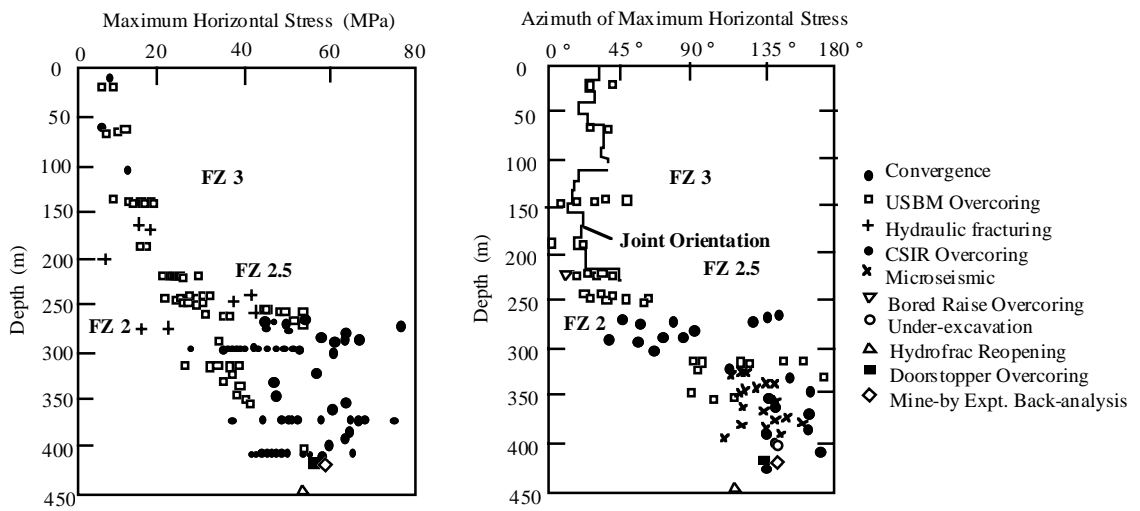 Maximum Horizontal Stress (MPa)
0 20 40 60 80
0
50
100
150
200
250
300
350
400
450
Depth (m)
FZ 3
FZ 2.5
FZ 2
Azimuth of Maximum Horizontal Stress
0 ° 45 ° 90 ° 135 ° 180 °
0
50
100
150
200
250
300
350
400
450
Depth (m)
FZ 3
Joint Orientation
FZ 2.5
FZ 2
Convergence
USBM Overcoring
Hydraulic fracturing
CSIR Overcoring
Microseismic
Bored Raise Overcoring
Under-excavation
Hydrofrac Reopening
Doorstopper Overcoring
Mine-by Expt. Back-analysis